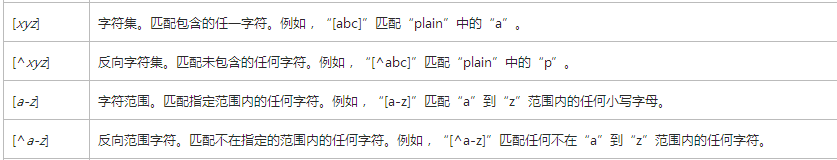 [xyz] 字符集。匹配包含的任一字符。例如，“[abc]”匹配“plain”中的“a”。
[^xyz] 反向字符集。匹配未包含的任何字符。例如，“[^abc]”匹配“plain”中的“p”。
[a-z] 字符范围。匹配指定范围内的任何字符。例如，“[a-z]”匹配“a”到“z”范围内的任何小写字母。
[^a-z] 反向范围字符。匹配不在指定的范围内的任何字符。例如，“[^a-z]”匹配任何不在“a”到“z”范围内的任何字符。